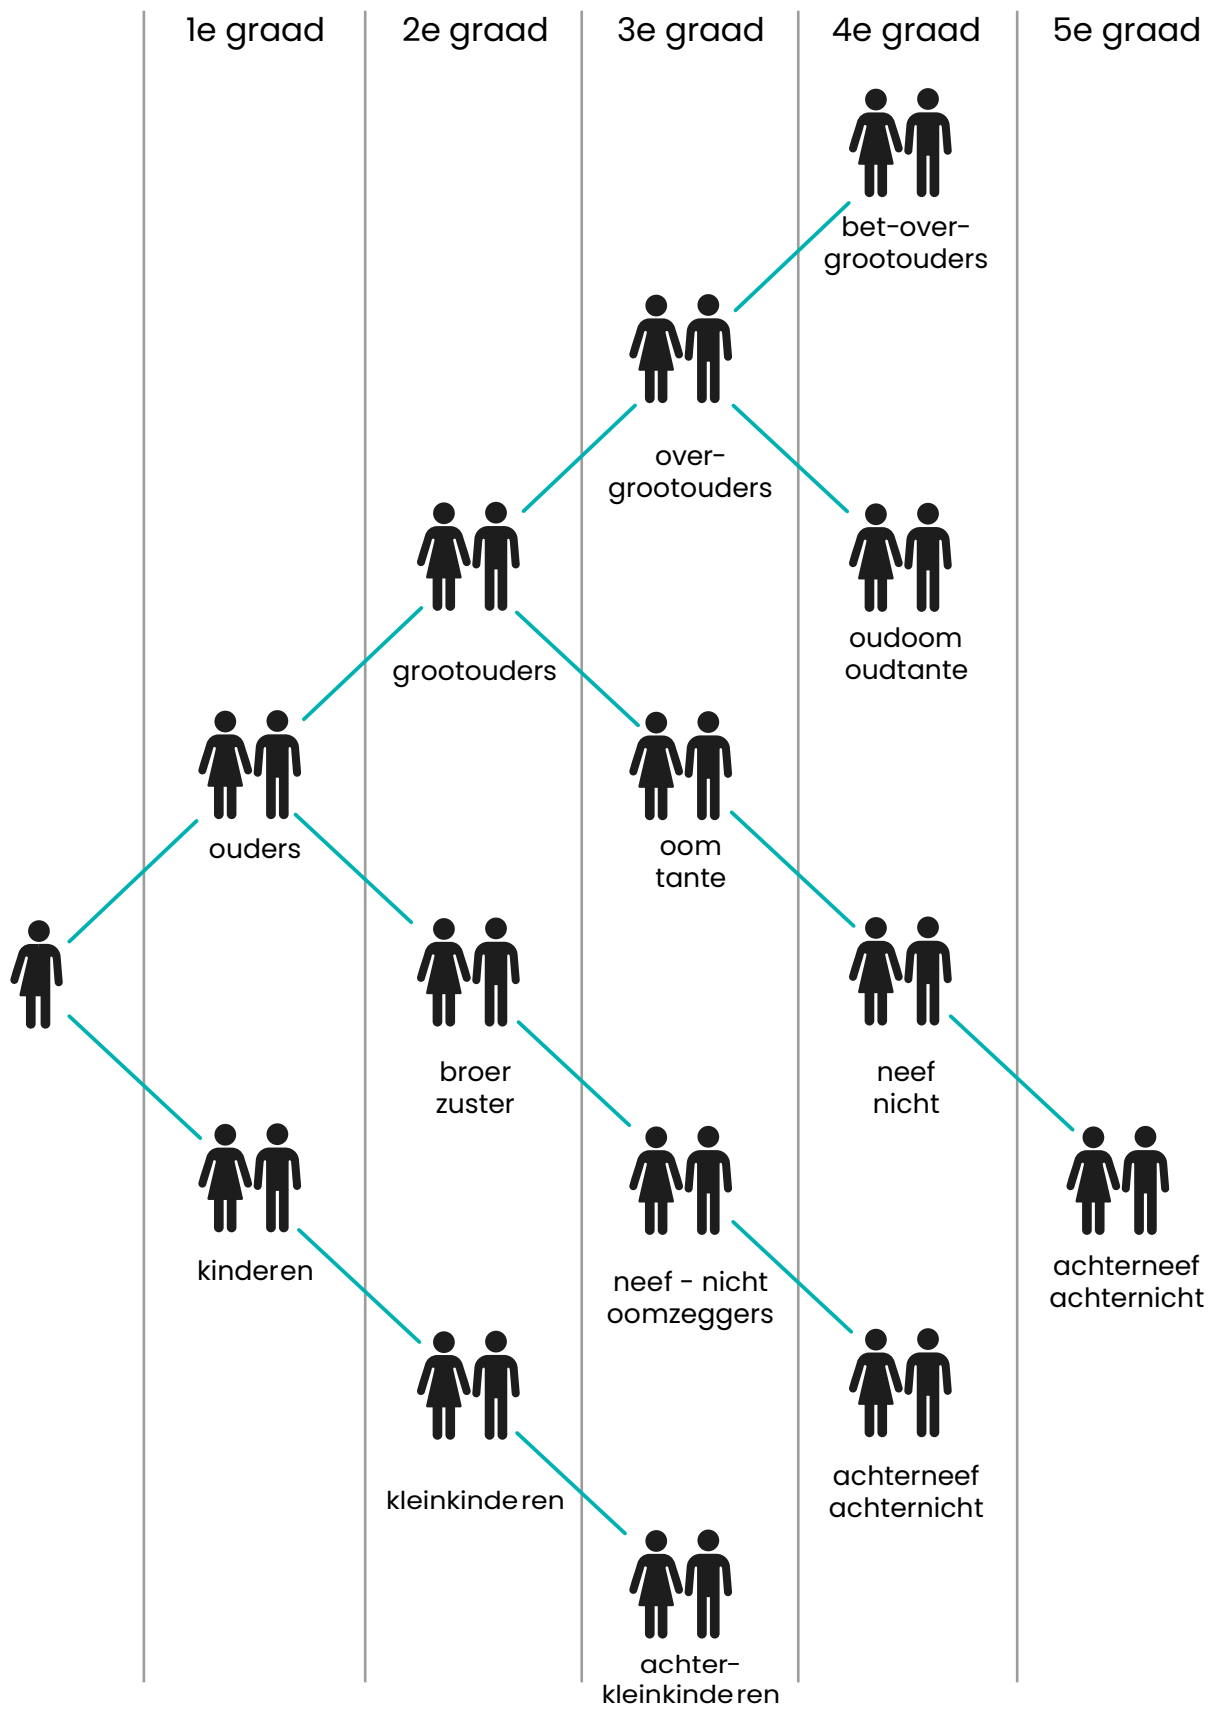 1e graad
2e graad
3e graad
4e graad
5e graad
bet-over-
grootouders
over-
grootouders
oudoom
oudtante
grootouders
ouders
oom
tante
broer
zuster
neef
nicht
kinderen
neef - nicht
oomzeggers
achterneef
achternicht
kleinkinderen
achterneef
achternicht
achter-
kleinkinderen